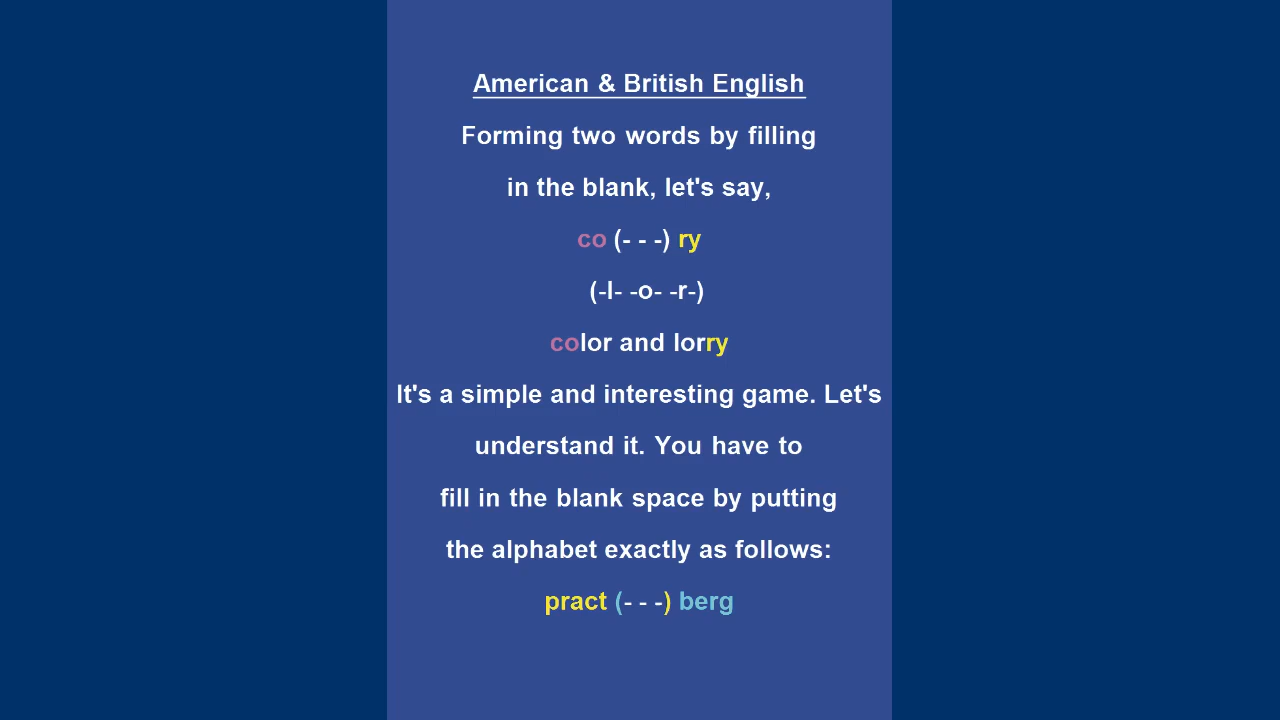 American & British English
Forming two words by filling
in the blank, let's say,
co (- - -) ry
(-l- -o- -r-)
color and lorry
It's a simple and interesting game. Let's
understand it. You have to
fill in the blank space by putting
the alphabet exactly as follows:
pract (- - -) berg